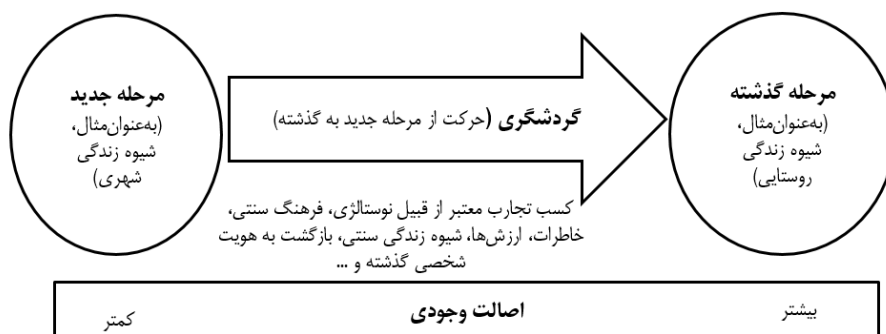 مرحله گذشته
(به‌عنوان‌مثال،
شیوه زندگی
روستایی)
گردشگری (حرکت از مرحله جدید به گذشته)
مرحله جدید
(به‌عنوان‌مثال،
شیوه زندگی
شهری)
کسب تجارب معتبر از قبیل نوستالژی، فرهنگ سنتی،
خاطرات، ارزش‌ها، شیوه زندگی سنتی، بازگشت به هویت
شخصی گذشته و ...
بیشتر
اصالت وجودی
کمتر